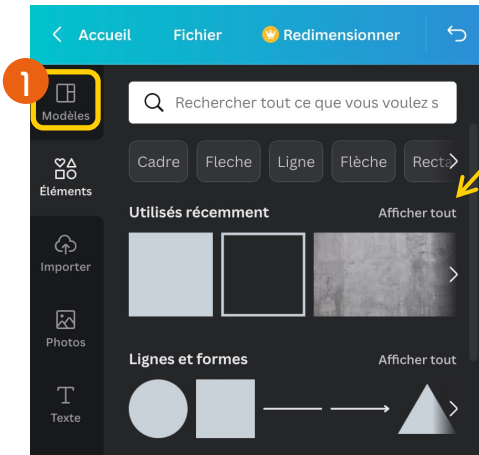 Accueil Fichier Redimensionner
1
Modèles
Rechercher tout ce que vous voulez s
Cadre Fleche Ligne Flèche Recta
Éléments
Utilisés récemment Afficher tout
Importer
Photos
Lignes et formes Afficher tout
Texte